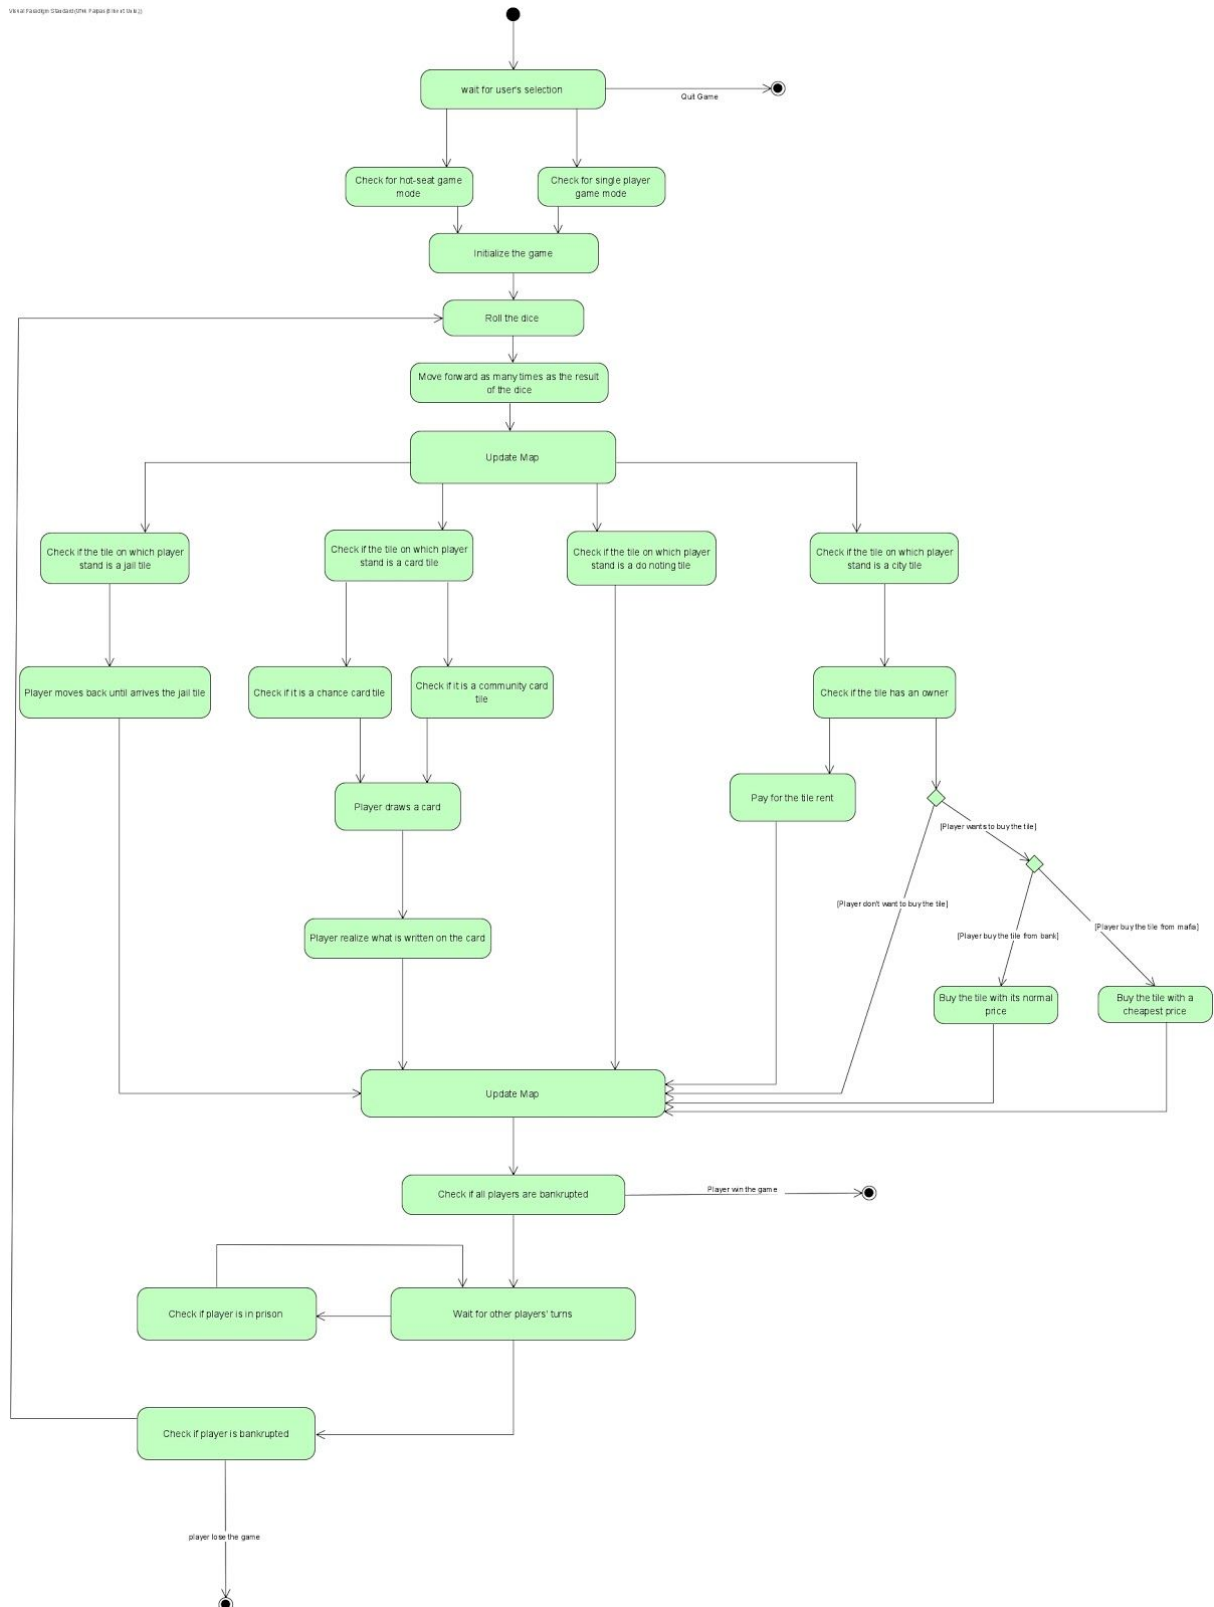 Visual Paradigm Standard
wait for user's selection
Quit Game
Check for hot-seat game
mode
Check for single player
game mode
Initialize the game
Roll the dice
Move forward as many times as the result
of the dice
Update Map
Check if the tile on which player
stand is a jail tile
Check if the tile on which player
stand is a card tile
Check if the tile on which player
stand is a do noting tile
Check if the tile on which player
stand is a city tile
Player moves back until arrives the jail tile
Check if it is a chance card tile
Check if it is a community card
tile
Check if the tile has an owner
Player draws a card
Pay for the tile rent
[Player wants to buy the tile]
[Player don't want to buy the tile]
[Player buy the tile from bank]
[Player buy the tile from mafia]
Player realize what is written on the card
Buy the tile with its normal
price
Buy the tile with a
cheapest price
Update Map
Check if all players are bankrupted
Player win the game
Check if player is in prison
Wait for other players' turns
Check if player is bankrupted
player lose the game